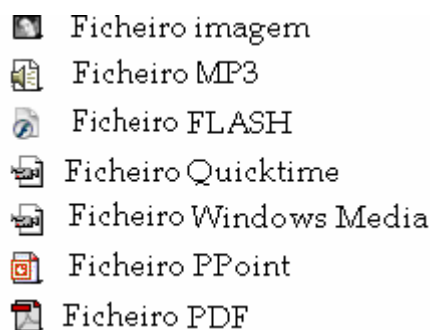 Ficheiro imagem
Ficheiro MP3
Ficheiro FLASH
Ficheiro Quicktime
Ficheiro Windows Media
Ficheiro PPoint
Ficheiro PDF